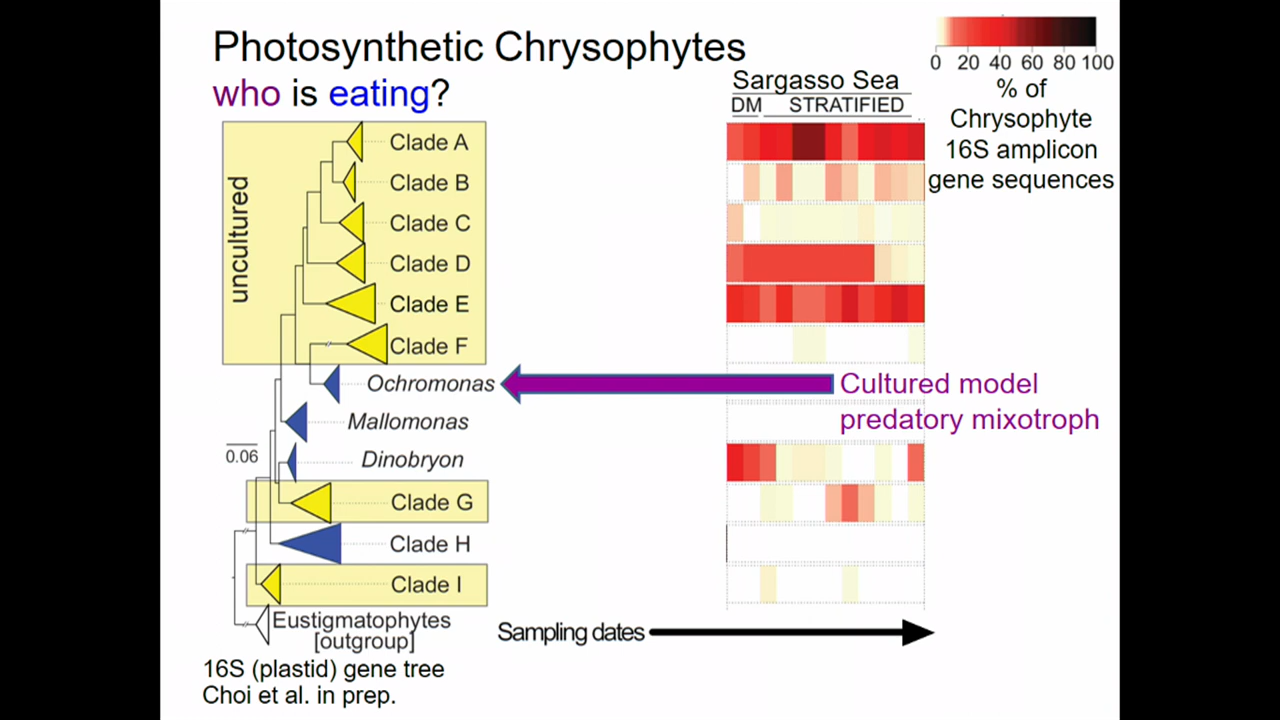 Photosynthetic Chrysophytes
who is eating?
0 20 40 60 80 100
% of
Chrysophyte
16S amplicon
gene sequences
Sargasso Sea
DM STRATIFIED
uncultured
Clade A
Clade B
Clade C
Clade D
Clade E
Clade F
Ochromonas
Cultured model
predatory mixotroph
Mallomonas
Dinobryon
0.06
Clade G
Clade H
Clade I
Eustigmatophytes
[outgroup]
Sampling dates
16S (plastid) gene tree
Choi et al. in prep.